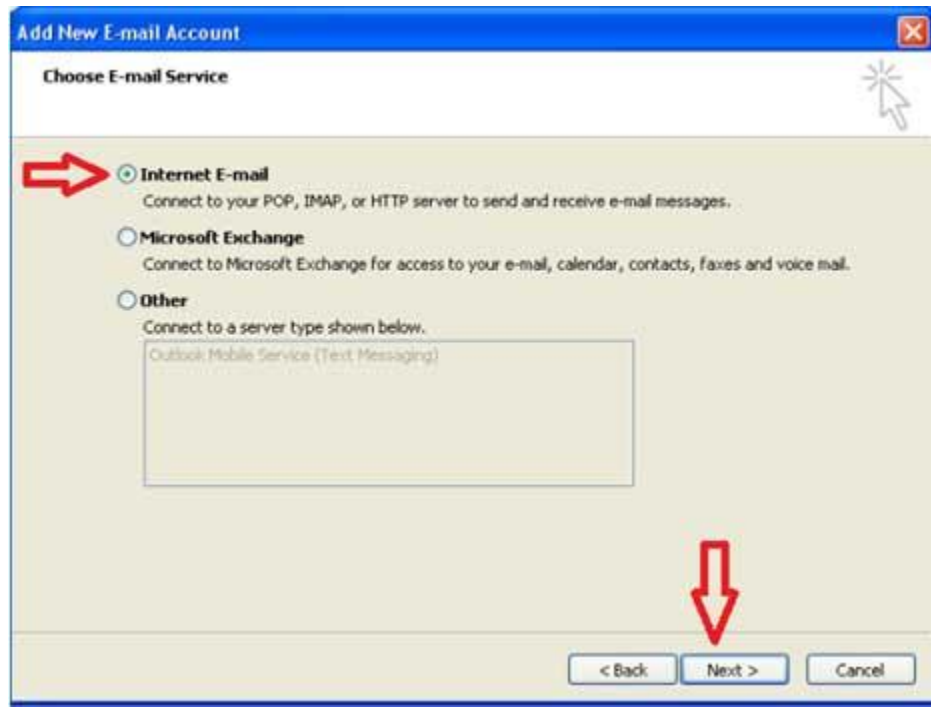 Add New E-mail Account
Choose E-mail Service
Internet E-mail
Connect to your POP, IMAP, or HTTP server to send and receive e-mail messages.
Microsoft Exchange
Connect to Microsoft Exchange for access to your e-mail, calendar, contacts, faxes and voice mail.
Other
Connect to a server type shown below.
Outlook Mobile Service (Text Messaging)
< Back Next > Cancel